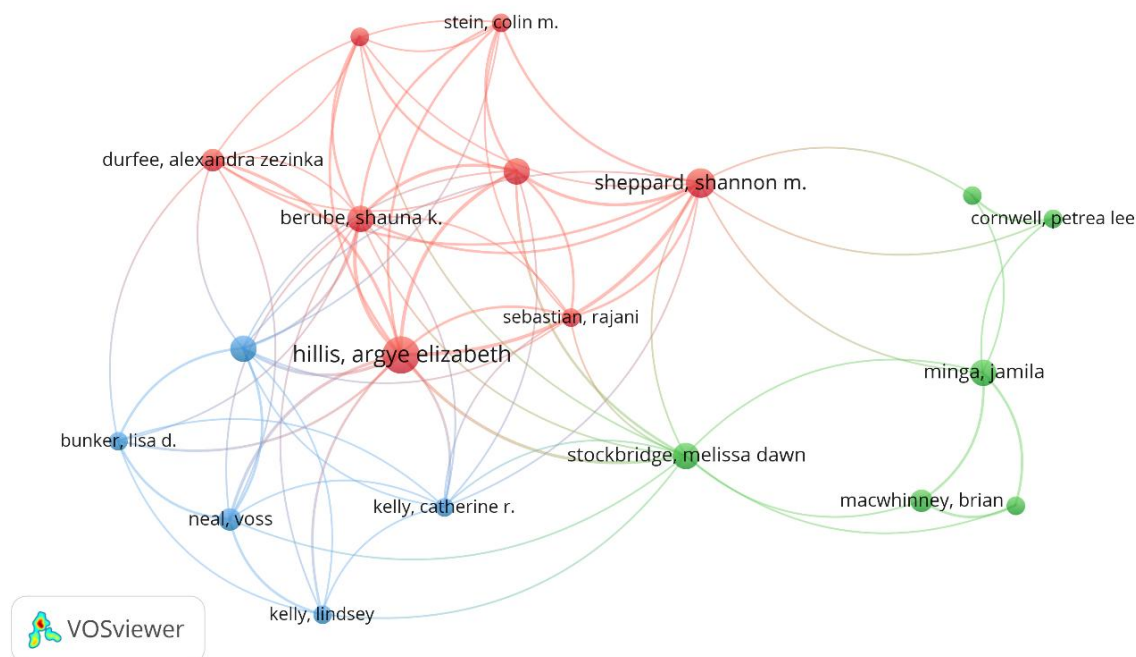 stein, colin m.
durfee, alexandra zezinka
sheppard, shannon m.
berube, shauna k.
cornwell, petrea lee
sebastian, rajani
hillis, argye elizabeth
minga, jamila
bunker, lisa d.
stockbridge, melissa dawn
macwhinney, brian
kelly, catherine r.
neal, voss
kelly, lindsey
VOSviewer